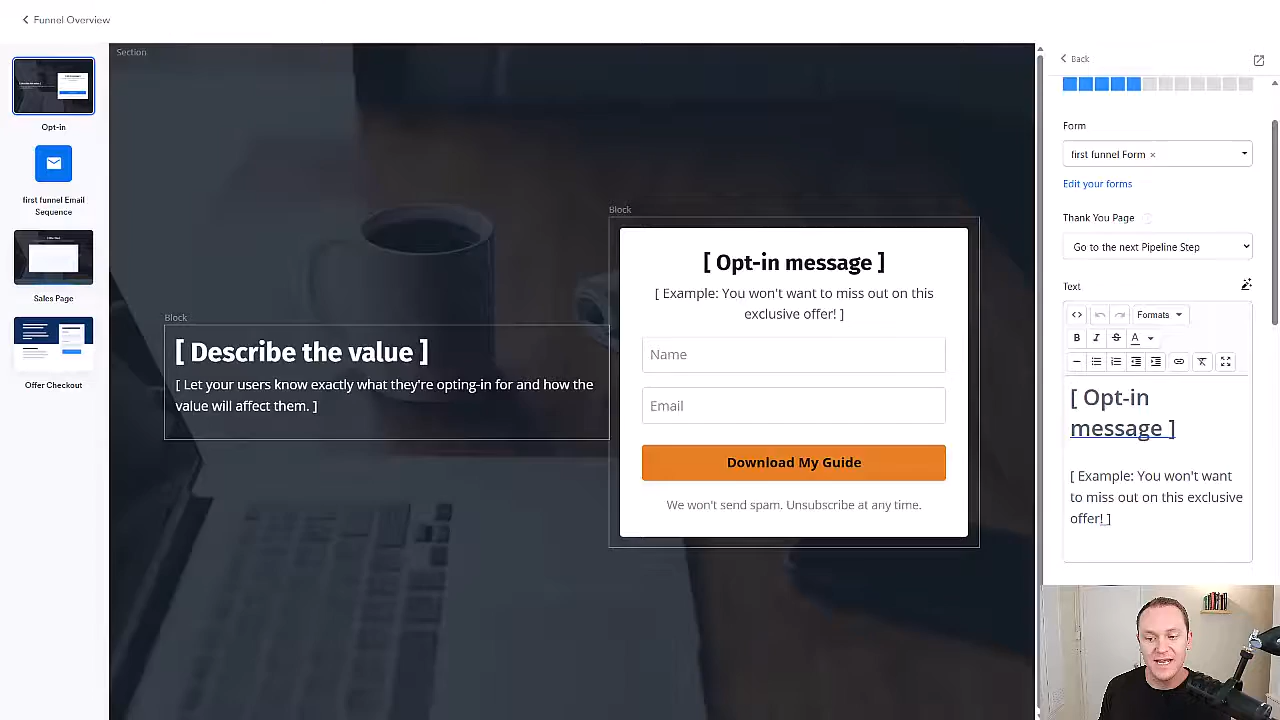 Funnel Overview
Opt-in
first funnel Email
Sequence
Sales Page
Offer Checkout
Section
Block
[ Describe the value ]
[ Let your users know exactly what they're opting-in for and how the
value will affect them. ]
Block
[ Opt-in message ]
[ Example: You won't want to miss out on this
exclusive offer! ]
Name
Email
Download My Guide
We won't send spam. Unsubscribe at any time.
Back
Form
first funnel Form ×
Edit your forms
Thank You Page
Go to the next Pipeline Step
Text
Formats
B I S A
[ Opt-in
message ]
[ Example: You won't want
to miss out on this exclusive
offer! ]